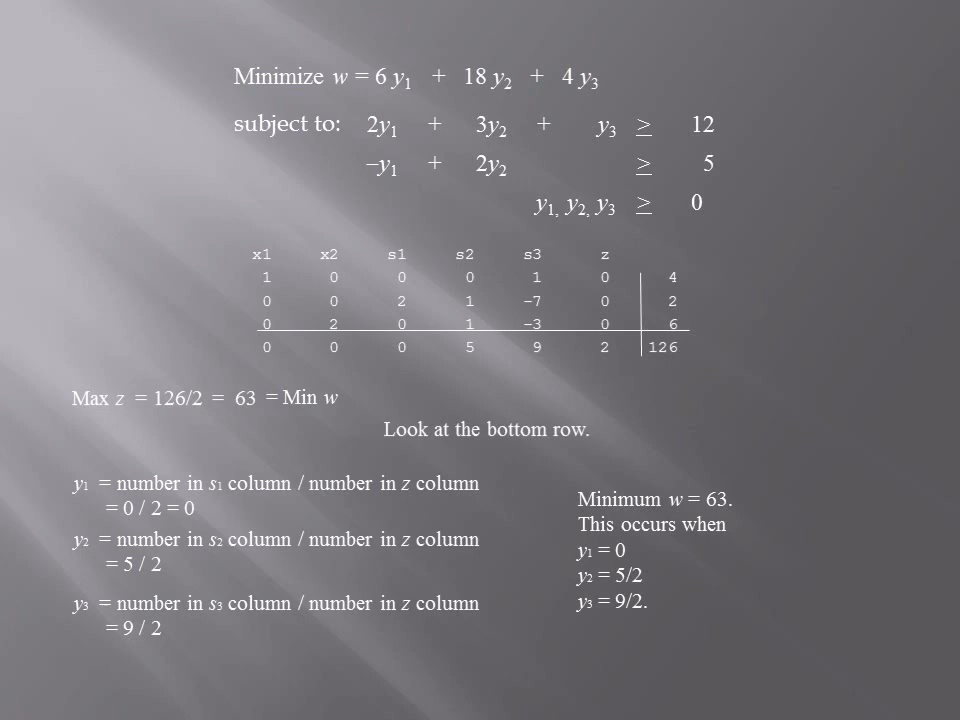 Minimize w = 6 y1 + 18 y2 + 4 y3
subject to: 2y1 + 3y2 + y3 ≥ 12
–y1 + 2y2 ≥ 5
y1, y2, y3 ≥ 0
x1 x2 s1 s2 s3 z
1 0 0 0 1 0 4
0 0 2 1 –7 0 2
0 2 0 1 –3 0 6
0 0 0 5 9 2 126
Max z = 126/2 = 63 = Min w
Look at the bottom row.
y1 = number in s1 column / number in z column
= 0 / 2 = 0
y2 = number in s2 column / number in z column
= 5 / 2
y3 = number in s3 column / number in z column
= 9 / 2
Minimum w = 63.
This occurs when
y1 = 0
y2 = 5/2
y3 = 9/2.